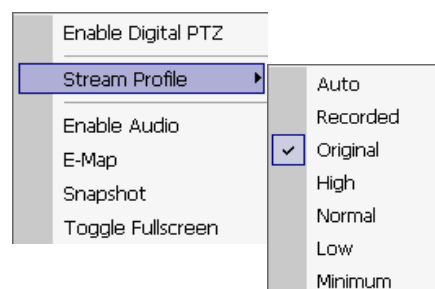 Enable Digital PTZ
Stream Profile
Enable Audio
E-Map
Snapshot
Toggle Fullscreen
Auto
Recorded
Original
High
Normal
Low
Minimum